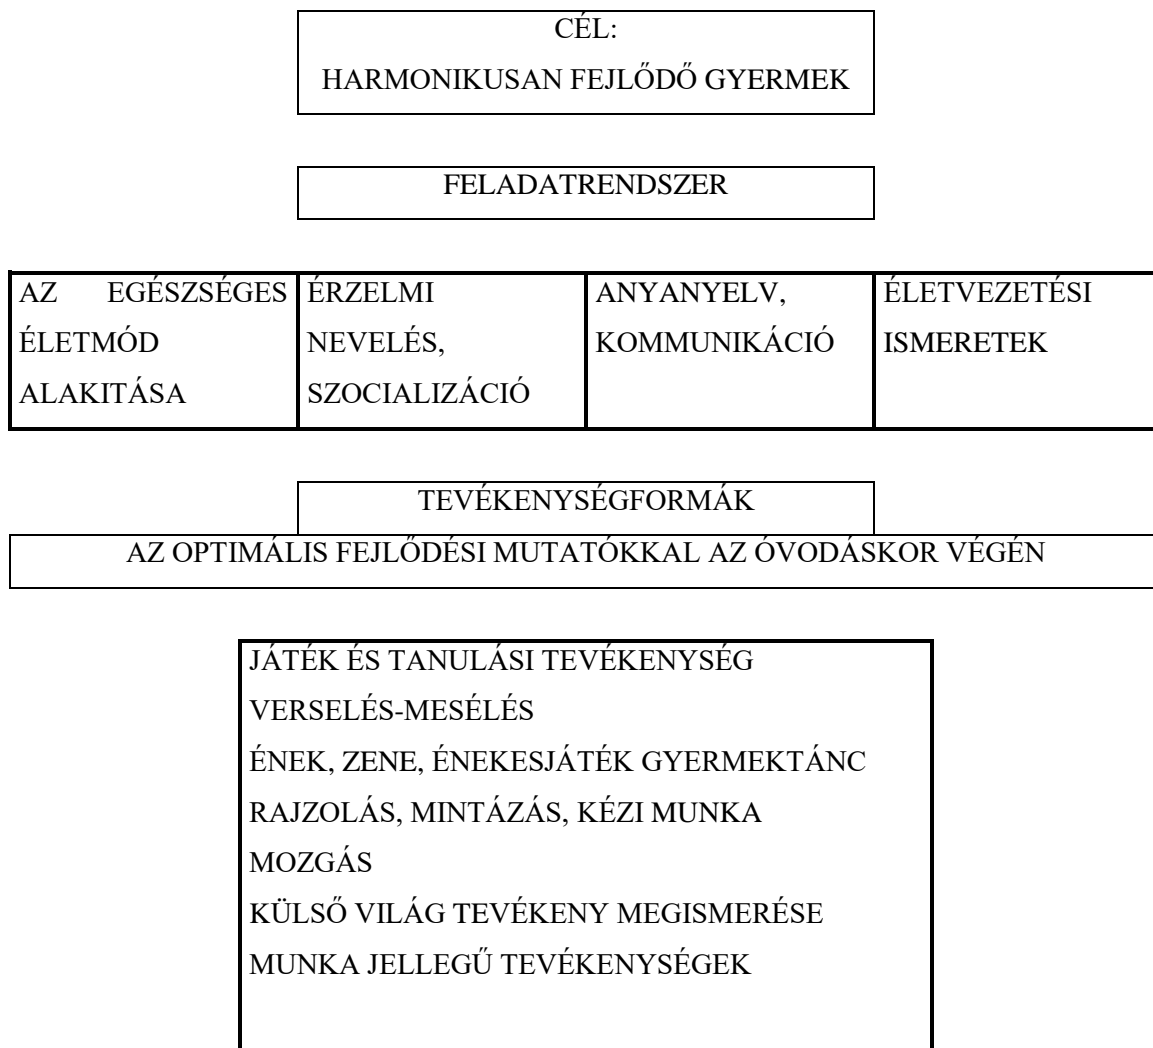 CÉL:
HARMONIKUSAN FEJLŐDŐ GYERMEK
FELADATRENDSZER
AZ EGÉSZSÉGES
ÉLETMÓD
ALAKITÁSA
ÉRZELMI
NEVELÉS,
SZOCIALIZÁCIÓ
ANYANYELV,
KOMMUNIKÁCIÓ
ÉLETVEZETÉSI
ISMERETEK
TEVÉKENYSÉGFORMÁK
AZ OPTIMÁLIS FEJLŐDÉSI MUTATÓKKAL AZ ÓVODÁSKOR VÉGÉN
JÁTÉK ÉS TANULÁSI TEVÉKENYSÉG
VERSELÉS-MESÉLÉS
ÉNEK, ZENE, ÉNEKESJÁTÉK GYERMEKTÁNC
RAJZOLÁS, MINTÁZÁS, KÉZI MUNKA
MOZGÁS
KÜLSŐ VILÁG TEVÉKENY MEGISMERÉSE
MUNKA JELLEGŰ TEVÉKENYSÉGEK